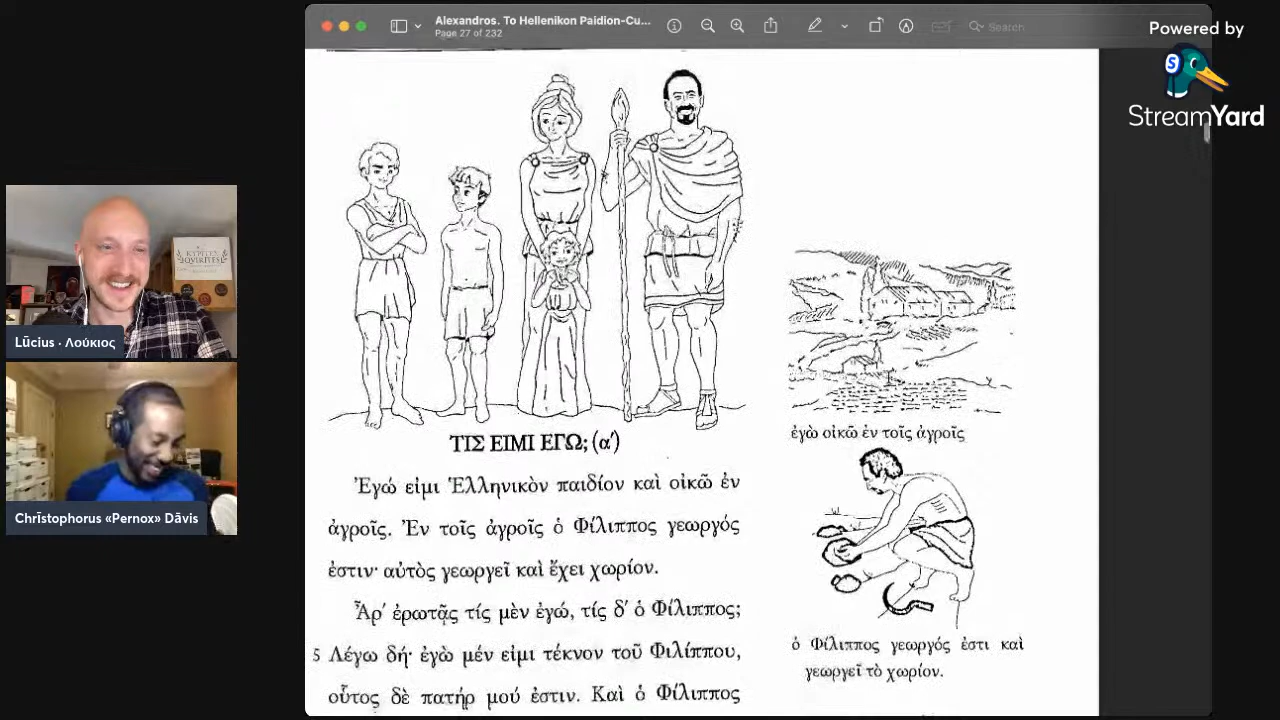 Alexandros. To Hellenikon Paidion-Cu...
Page 27 of 232
Search
Powered by
StreamYard
Lūcius · Λούκιος
Chrīstophorus «Pernox» Dāvis
ΤΙΣ ΕΙΜΙ ΕΓΩ; (α′)
Ἐγώ εἰμι Ἑλληνικὸν παιδίον καὶ οἰκῶ ἐν
ἀγροῖς. Ἐν τοῖς ἀγροῖς ὁ Φίλιππος γεωργός
ἐστιν· αὐτὸς γεωργεῖ καὶ ἔχει χωρίον.
Ἆρ’ ἐρωτᾷς τίς μὲν ἐγώ, τίς δ’ ὁ Φίλιππος;
5 Λέγω δή· ἐγὼ μέν εἰμι τέκνον τοῦ Φιλίππου,
οὗτος δὲ πατήρ μού ἐστιν. Καὶ ὁ Φίλιππος
ἐγὼ οἰκῶ ἐν τοῖς ἀγροῖς
ὁ Φίλιππος γεωργός ἐστι καὶ
γεωργεῖ τὸ χωρίον.